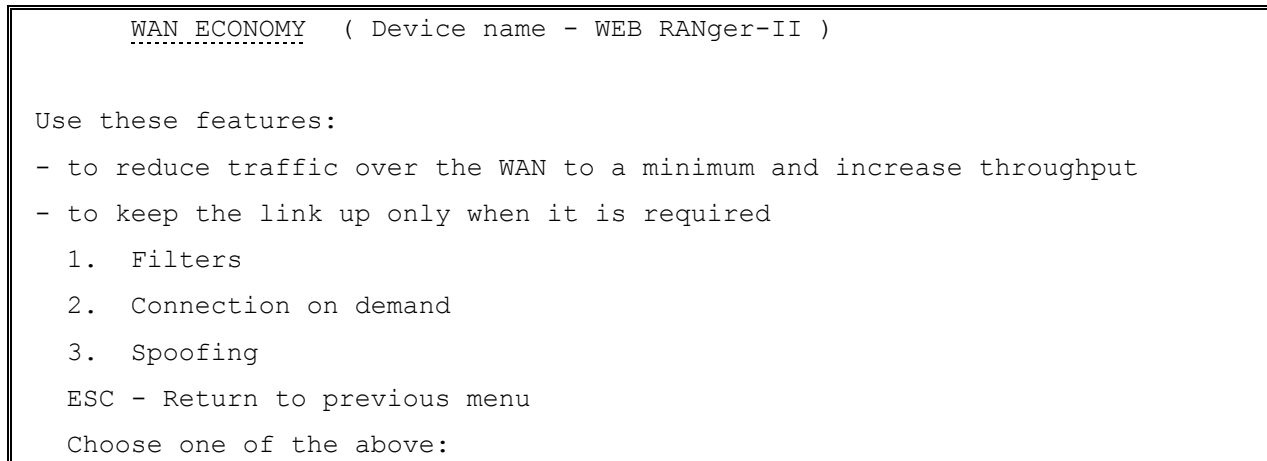 WAN ECONOMY ( Device name - WEB RANger-II )
Use these features:
- to reduce traffic over the WAN to a minimum and increase throughput
- to keep the link up only when it is required
1. Filters
2. Connection on demand
3. Spoofing
ESC - Return to previous menu
Choose one of the above: